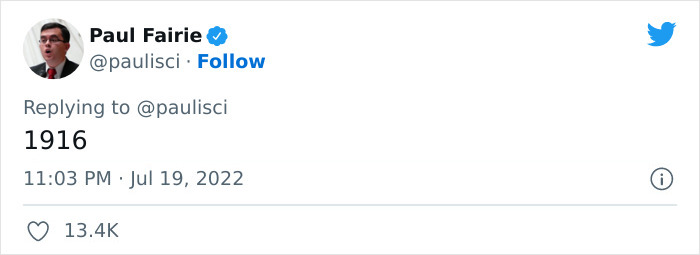 Paul Fairie
@paulisci · Follow
Replying to @paulisci
1916
11:03 PM · Jul 19, 2022
13.4K